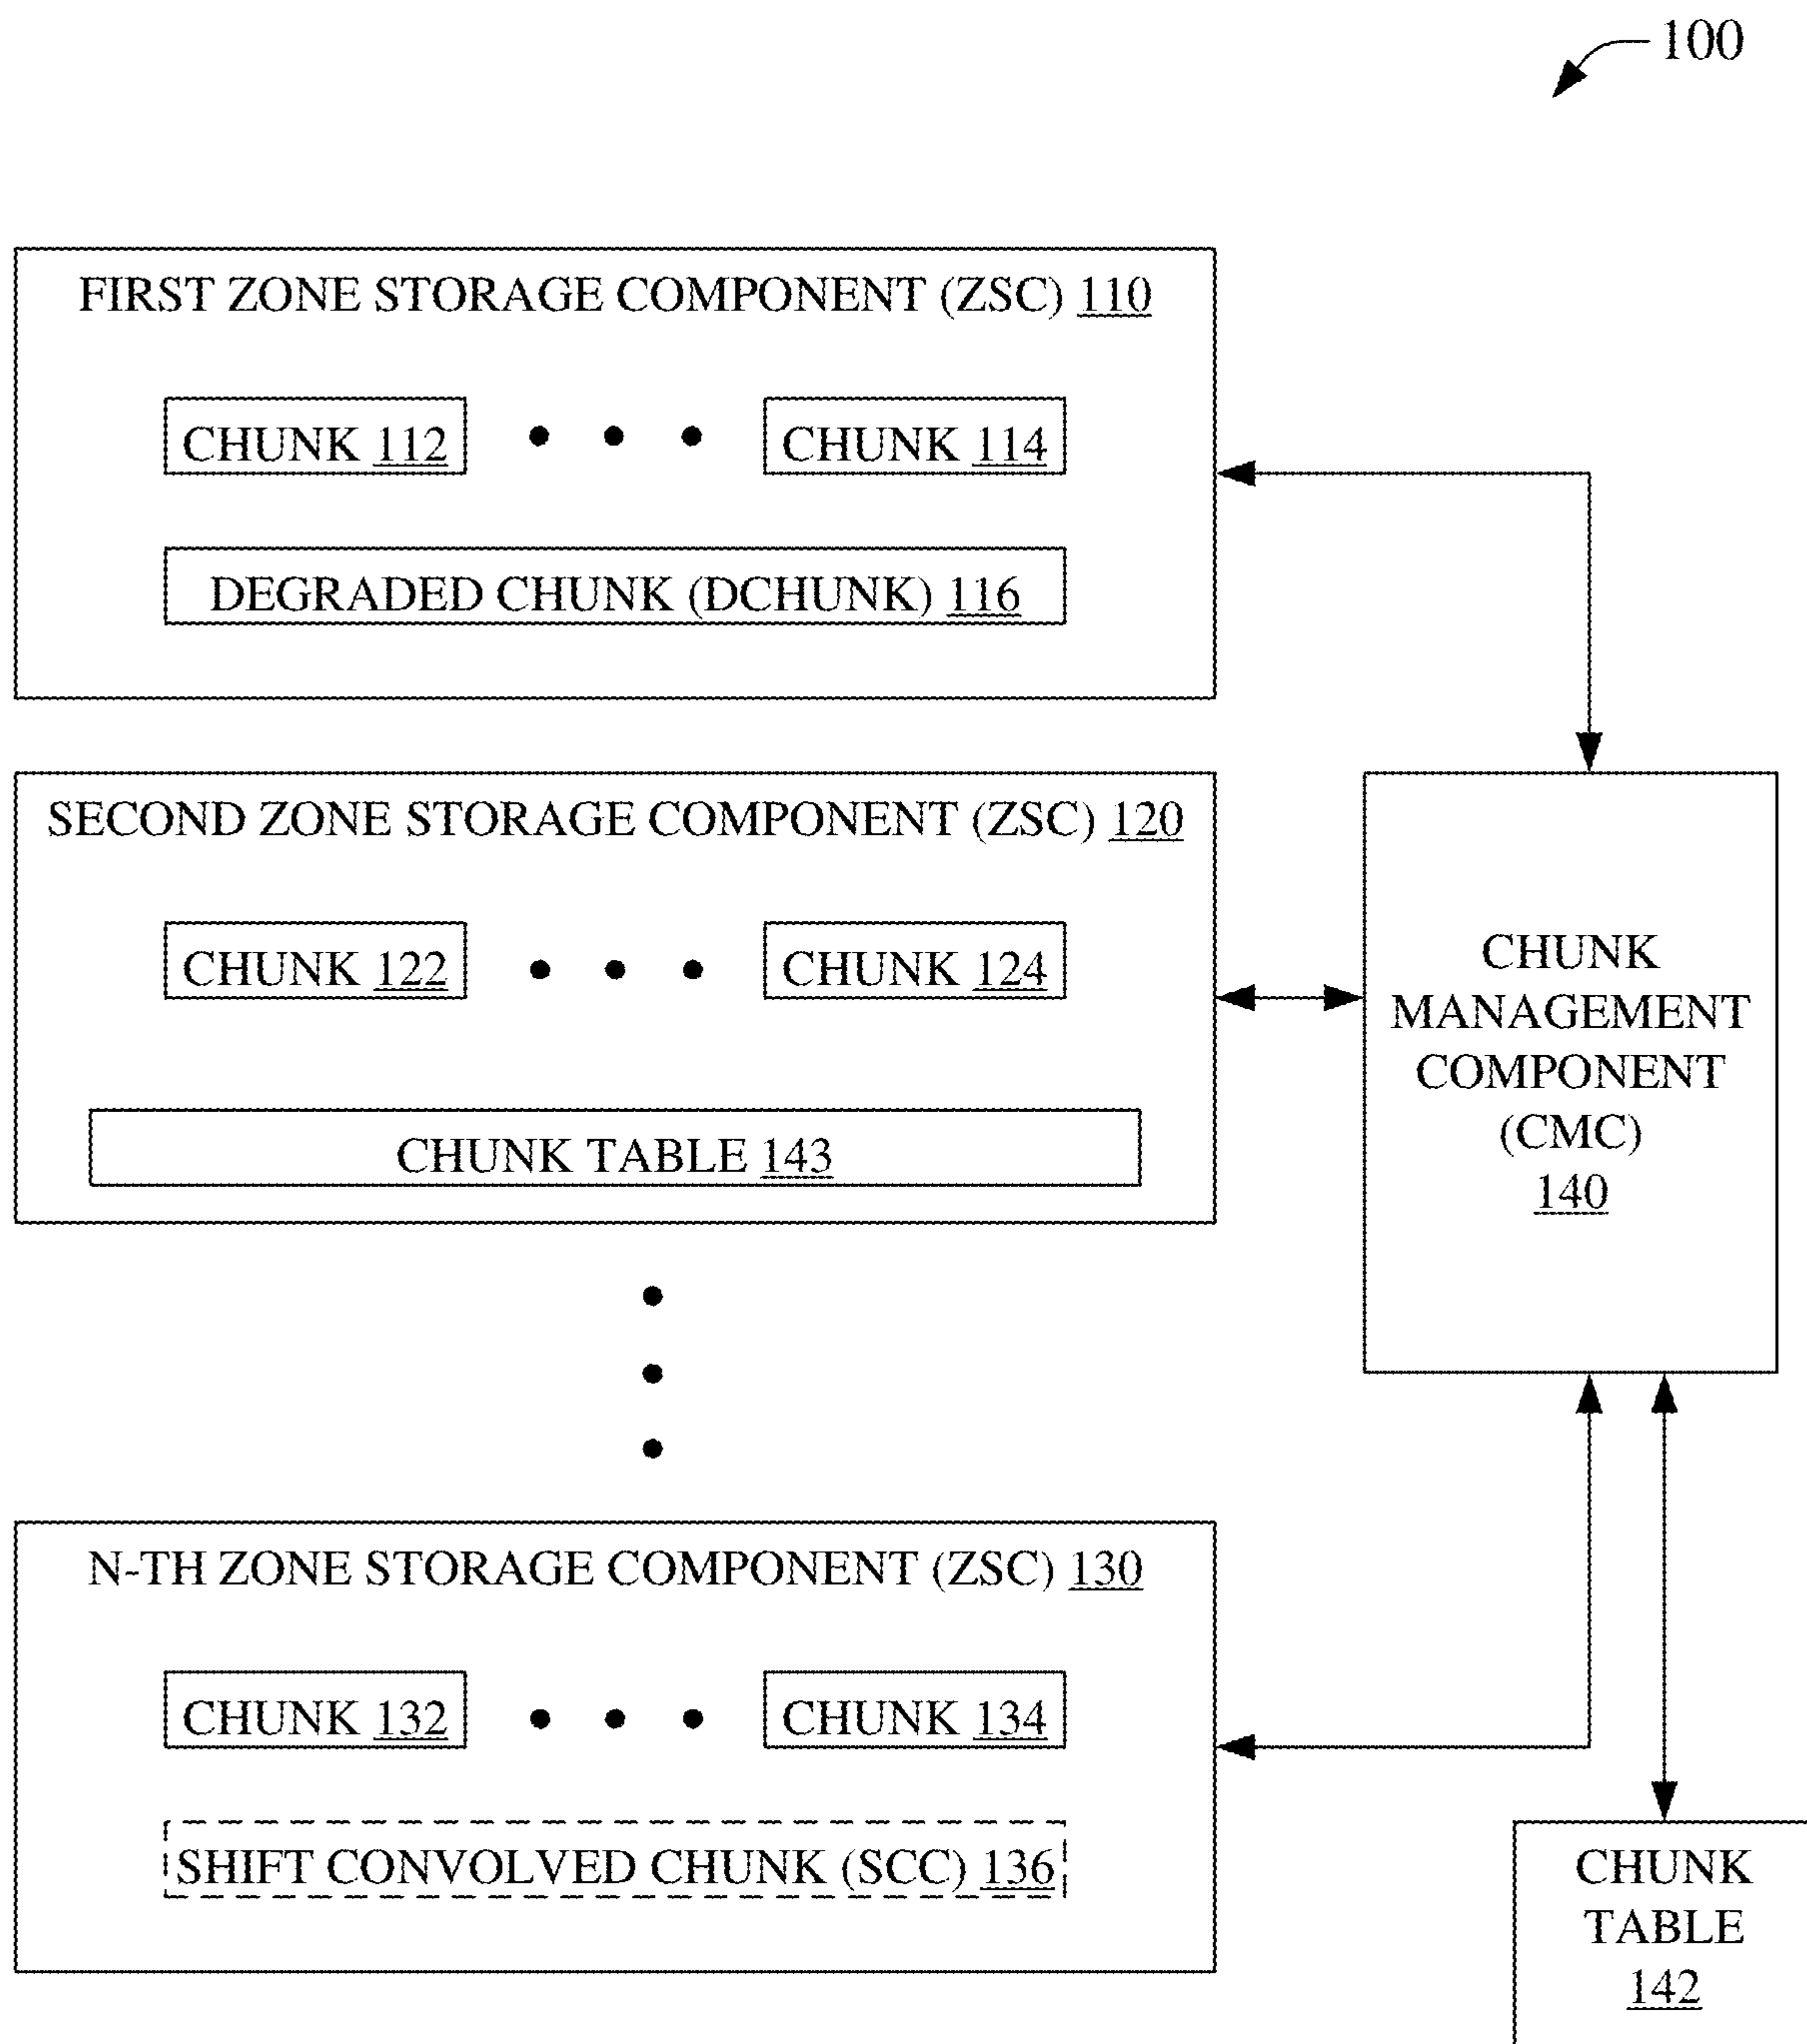 100
FIRST ZONE STORAGE COMPONENT (ZSC) 110
CHUNK 112 • • • CHUNK 114
DEGRADED CHUNK (DCHUNK) 116
SECOND ZONE STORAGE COMPONENT (ZSC) 120
CHUNK 122 • • • CHUNK 124
CHUNK TABLE 143
CHUNK
MANAGEMENT
COMPONENT
(CMC)
140
N-TH ZONE STORAGE COMPONENT (ZSC) 130
CHUNK 132 • • • CHUNK 134
SHIFT CONVOLVED CHUNK (SCC) 136
CHUNK
TABLE
142